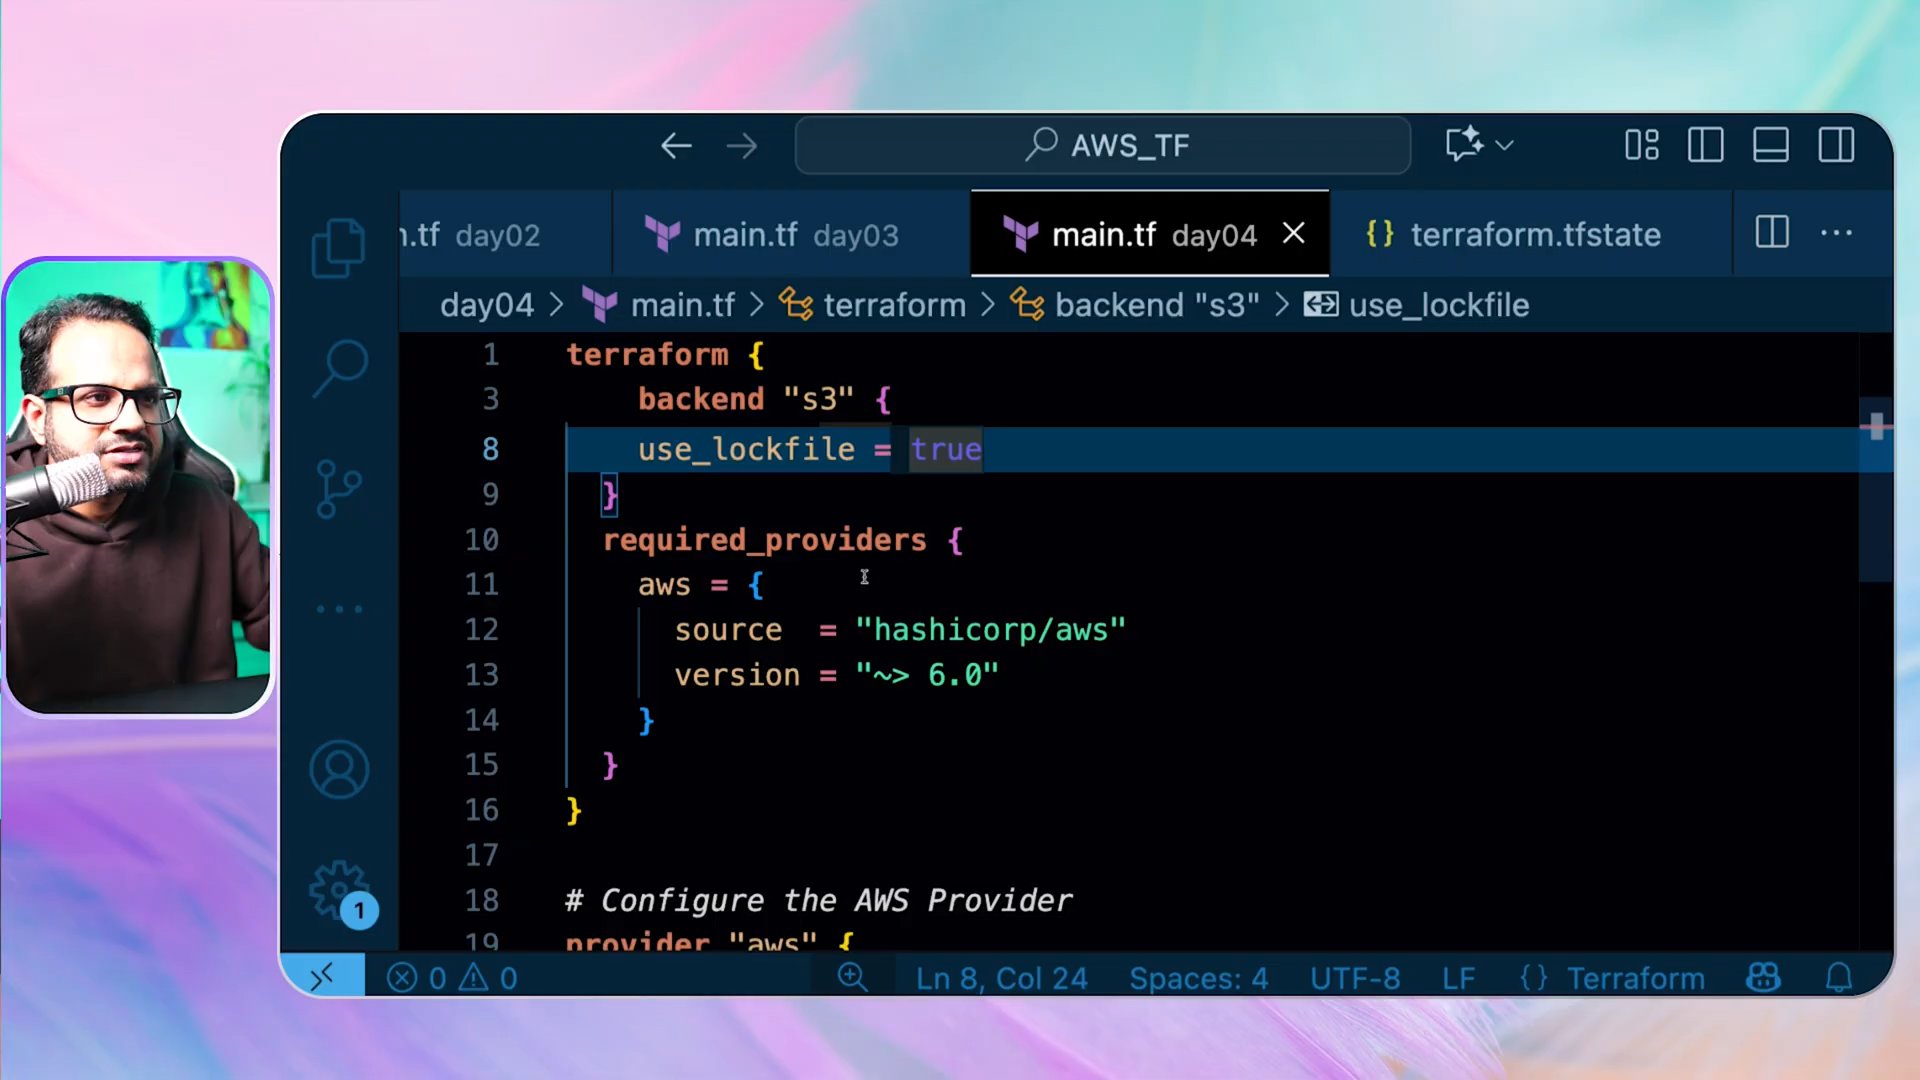 AWS_TF
.tf day02
main.tf day03
main.tf day04
{} terraform.tfstate
day04 > main.tf > terraform > backend "s3" > use_lockfile
1 terraform {
3 backend "s3" {
8 use_lockfile = true
9 }
10 required_providers {
11 aws = {
12 source = "hashicorp/aws"
13 version = "~> 6.0"
14 }
15 }
16 }
17
18 # Configure the AWS Provider
19 provider "aws" {
1
0 0
Ln 8, Col 24 Spaces: 4 UTF-8 LF {} Terraform